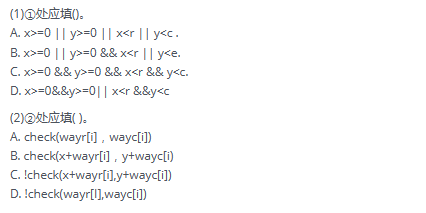 (1)①处应填()。
A. x>=0 || y>=0 || x<r || y<c .
B. x>=0 || y>=0 && x<r || y<e.
C. x>=0 && y>=0 && x<r && y<c.
D. x>=0&&y>=0|| x<r &&y<c
(2)②处应填( )。
A. check(wayr[i]，wayc[i])
B. check(x+wayr[i]，y+wayc[i)
C. !check(x+wayr[i],y+wayc[i])
D. !check(wayr[l],wayc[i])